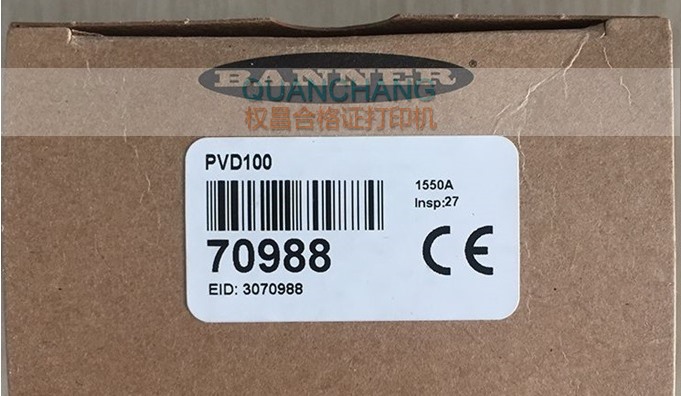 BANNER
QUANCHANG
权昌合格证打印机
PVD100
1550A
Insp:27
70988
EID: 3070988
CE